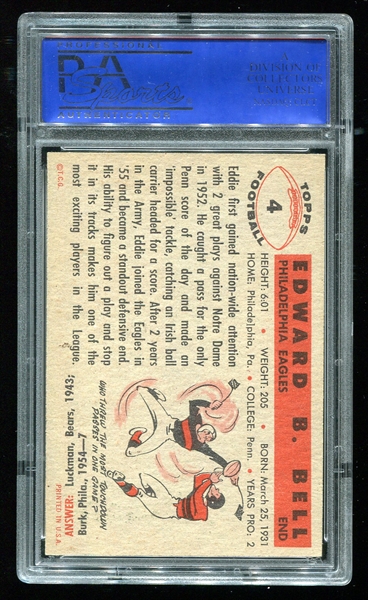 PROFESSIONAL
PSA
Sports
AUTHENTICATOR
A
DIVISION OF
COLLECTORS
UNIVERSE
TOPPS
4
FOOTBALL
EDWARD B. BELL
PHILADELPHIA EAGLES
END
HEIGHT: 6:01 • WEIGHT: 205 • BORN: March 25, 1931
HOME: Philadelphia, Pa. • COLLEGE: Penn. • YEARS PRO: 2
Eddie first gained nation-wide attention
with 2 great plays against Notre Dame
in 1952. He caught a pass for the only
Penn score of the day and made an
'impossible' tackle, catching an Irish ball
carrier headed for a score. After 2 years
in the Army, Eddie joined the Eagles in
'55 and became a standout defensive end.
His ability to figure out a play and stop
it in its tracks makes him one of the
most exciting players in the League.
WHO THREW THE MOST TOUCHDOWN
PASSES IN ONE GAME?
ANSWER: Luckman, Bears, 1943;
Burk, Phila., 1954—7
©T.C.G.
PRINTED IN U.S.A.